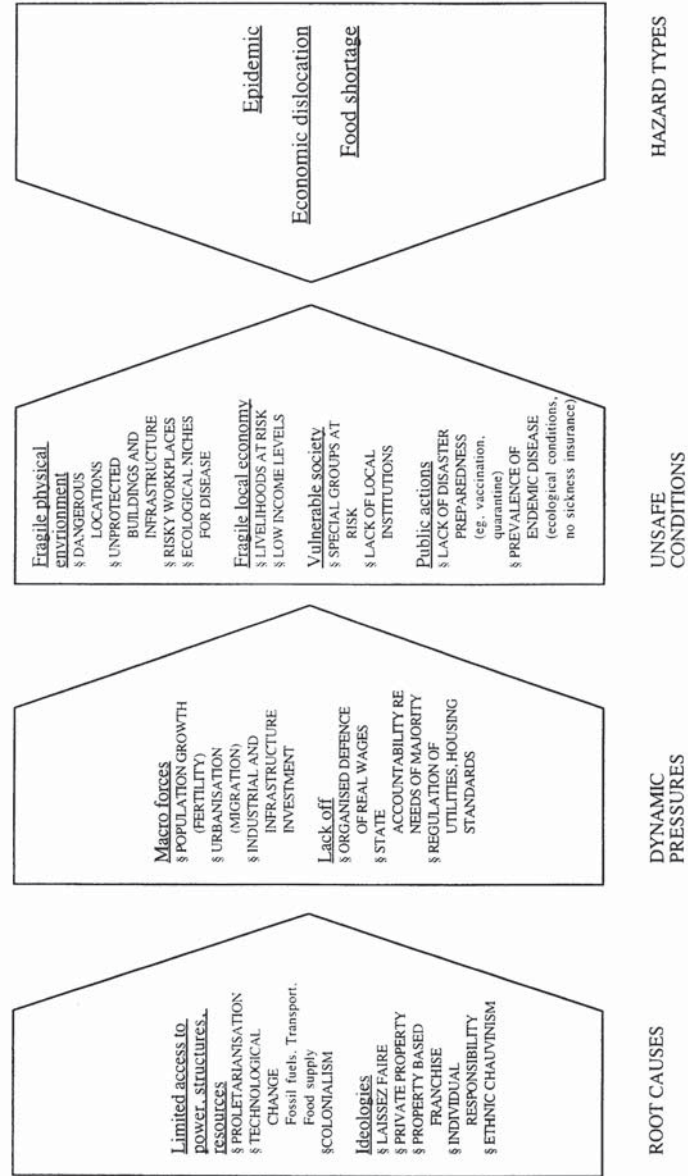 Limited access to
power, structures,
resources
§ PROLETARIANISATION
§ TECHNOLOGICAL
CHANGE
Fossil fuels. Transport.
Food supply
§COLONIALISM
Ideologies
§ LAISSEZ FAIRE
§ PRIVATE PROPERTY
§ PROPERTY BASED
FRANCHISE
§ INDIVIDUAL
RESPONSIBILITY
§ ETHNIC CHAUVINISM
ROOT CAUSES
Macro forces
§ POPULATION GROWTH
(FERTILITY)
§ URBANISATION
(MIGRATION)
§ INDUSTRIAL AND
INFRASTRUCTURE
INVESTMENT
Lack off
§ ORGANISED DEFENCE
OF REAL WAGES
§ STATE
ACCOUNTABILITY RE
NEEDS OF MAJORITY
§ REGULATION OF
UTILITIES, HOUSING
STANDARDS
DYNAMIC
PRESSURES
Fragile physical
envrionment
§ DANGEROUS
LOCATIONS
§ UNPROTECTED
BUILDINGS AND
INFRASTRUCTURE
§ RISKY WORKPLACES
§ ECOLOGICAL NICHES
FOR DISEASE
Fragile local economy
§ LIVELIHOODS AT RISK
§ LOW INCOME LEVELS
Vulnerable society
§ SPECIAL GROUPS AT
RISK
§ LACK OF LOCAL
INSTITUTIONS
Public actions
§ LACK OF DISASTER
PREPAREDNESS
(eg. vaccination,
quarantine)
§ PREVALENCE OF
ENDEMIC DISEASE
(ecological conditions,
no sickness insurance)
UNSAFE
CONDITIONS
Epidemic
Economic dislocation
Food shortage
HAZARD TYPES